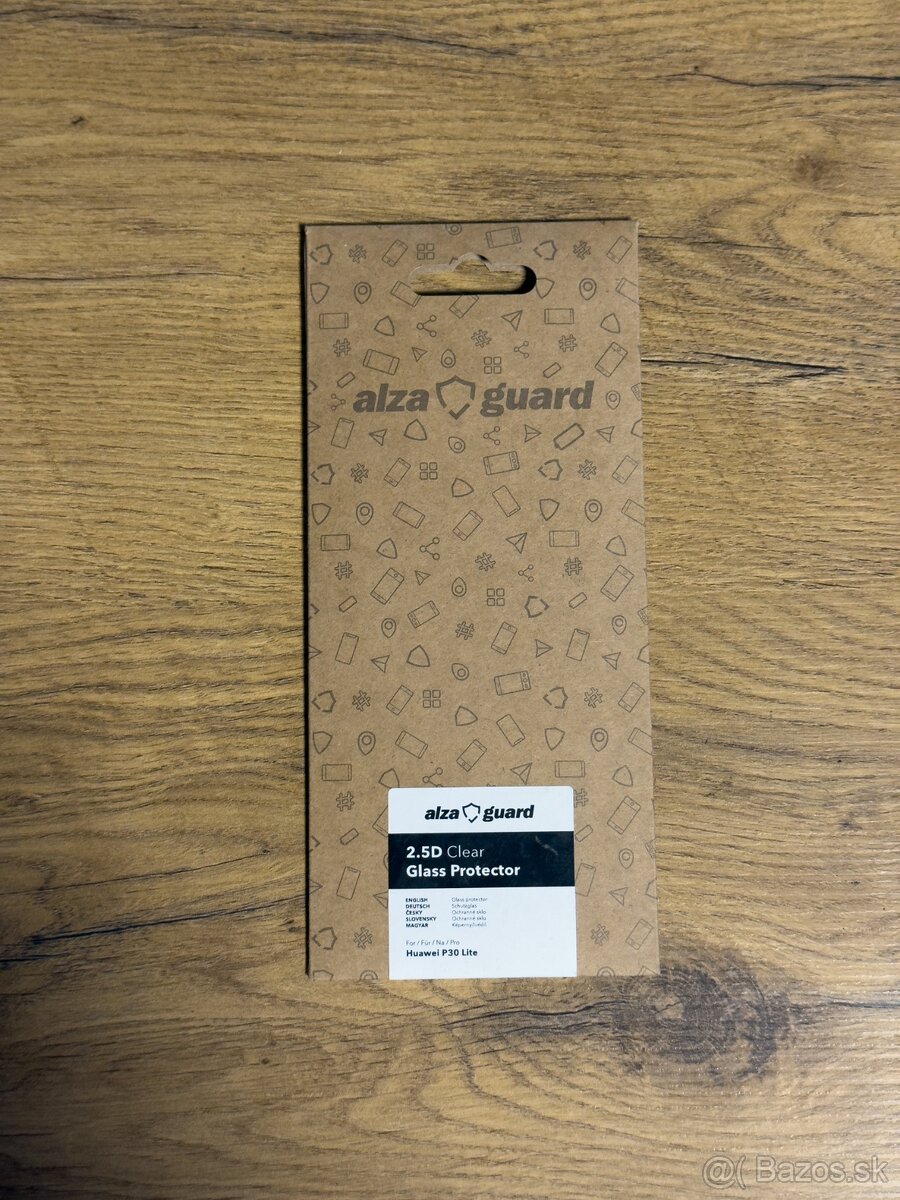 alza guard
alza guard
2.5D Clear
Glass Protector
ENGLISH Glass protector
DEUTSCH Schutzglas
ČESKY Ochranné sklo
SLOVENSKY Ochranné sklo
MAGYAR Képernyővédő
For / Für / Na / Pro
Huawei P30 Lite
@( Bazos.sk